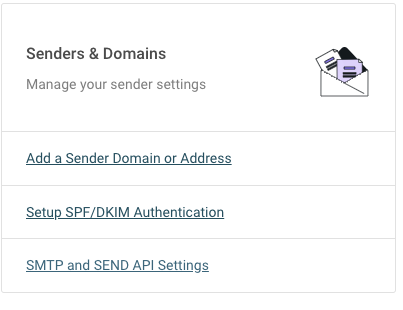 Senders & Domains
Manage your sender settings
Add a Sender Domain or Address
Setup SPF/DKIM Authentication
SMTP and SEND API Settings